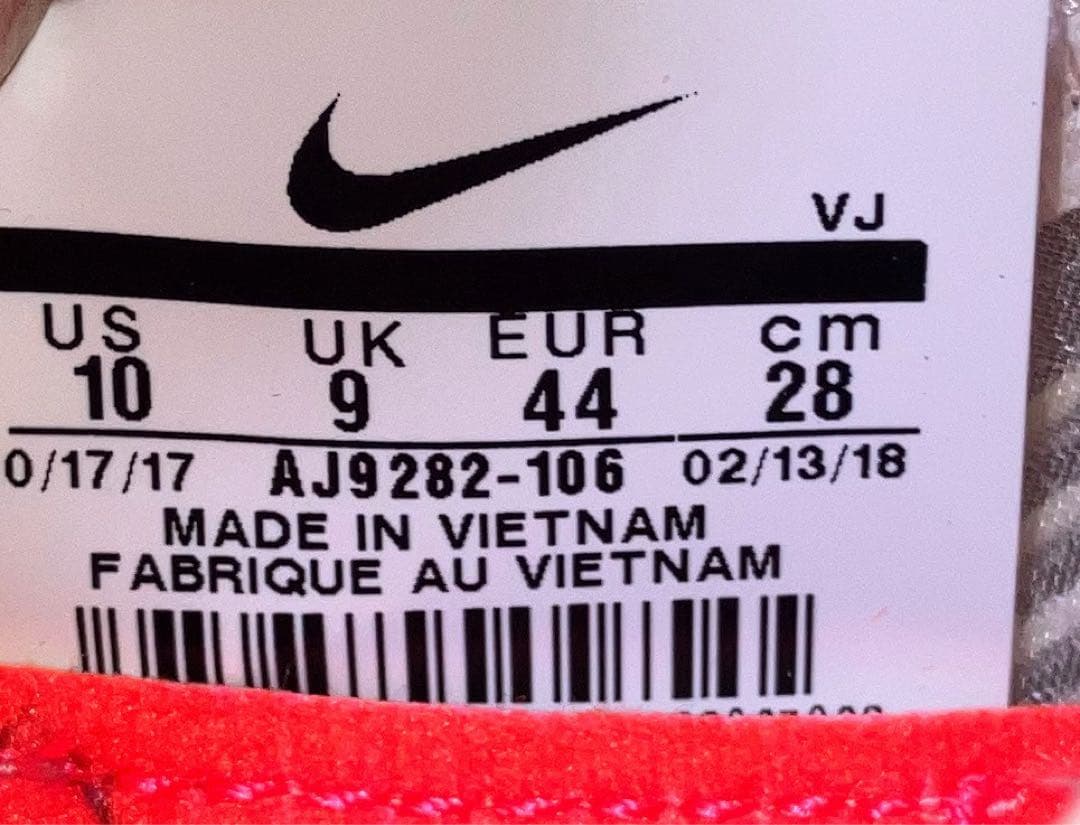 VJ
US UK EUR cm
10 9 44 28
0/17/17 AJ9282-106 02/13/18
MADE IN VIETNAM
FABRIQUE AU VIETNAM